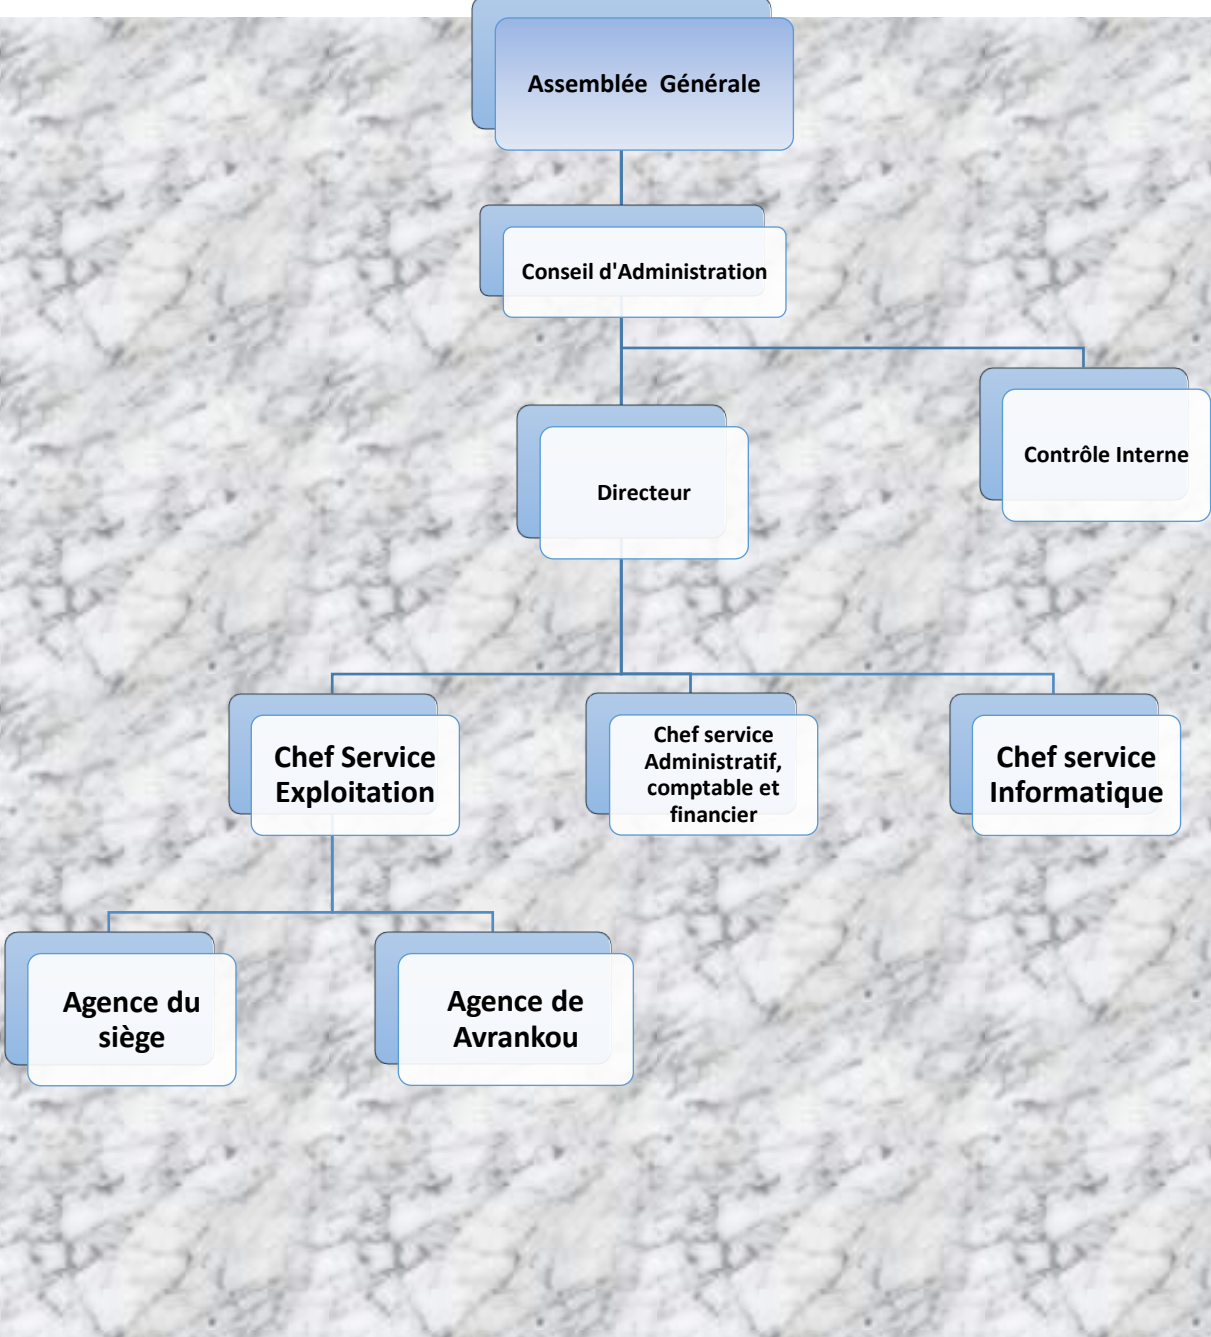 Assemblée  Générale
Conseil d'Administration
Contrôle Interne
Directeur
Chef Service
Exploitation
Chef service
Administratif,
comptable et
financier
Chef service
Informatique
Agence du
siège
Agence de
Avrankou